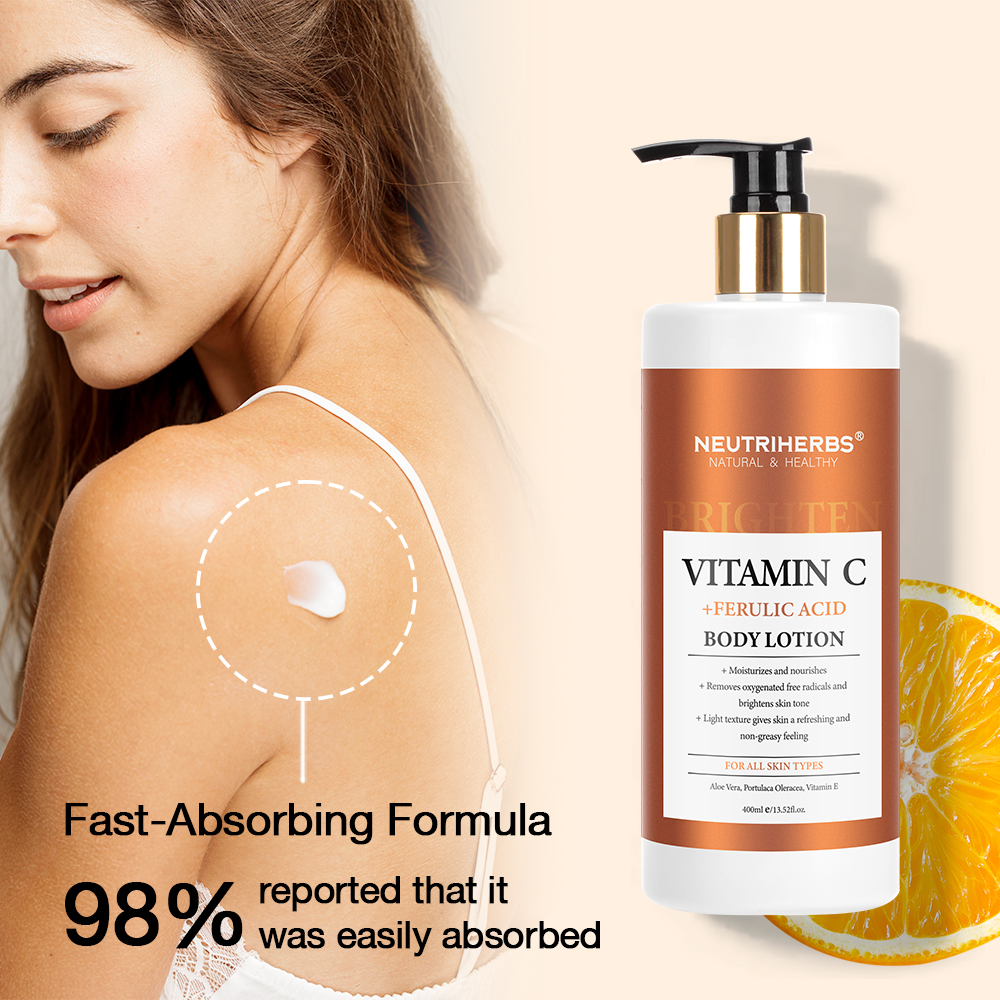 NEUTRIHERBS®
NATURAL & HEALTHY
BRIGHTEN
VITAMIN C
+FERULIC ACID
BODY LOTION
+ Moisturizes and nourishes
+ Removes oxygenated free radicals and
brightens skin tone
+ Light texture gives skin a refreshing and
non-greasy feeling
FOR ALL SKIN TYPES
Aloe Vera, Portulaca Oleracea, Vitamin E
400ml e/13.52fl.oz.
Fast-Absorbing Formula
98% reported that it
was easily absorbed